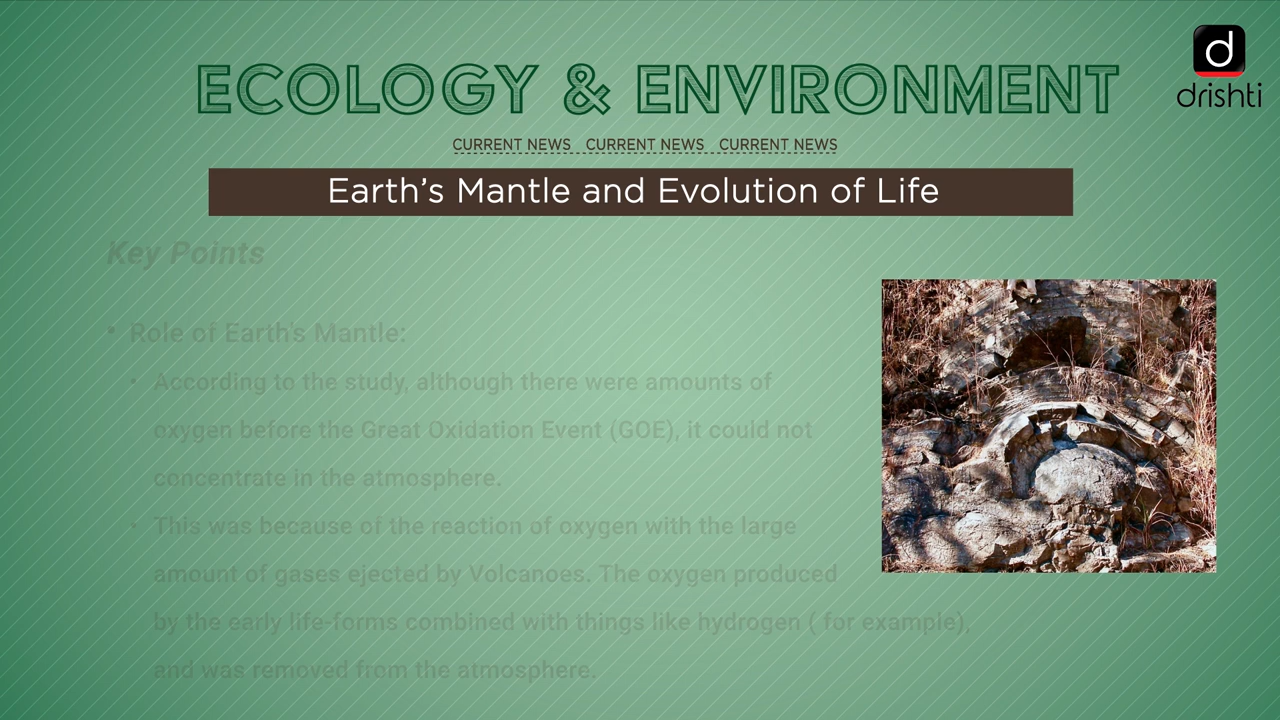 ECOLOGY & ENVIRONMENT
d
drishti
CURRENT NEWS CURRENT NEWS CURRENT NEWS
Earth’s Mantle and Evolution of Life
Key Points
• Role of Earth's Mantle:
• According to the study, although there were amounts of
oxygen before the Great Oxidation Event (GOE), it could not
concentrate in the atmosphere.
• This was because of the reaction of oxygen with the large
amount of gases ejected by Volcanoes. The oxygen produced
by the early life-forms combined with things like hydrogen ( for example),
and was removed from the atmosphere.